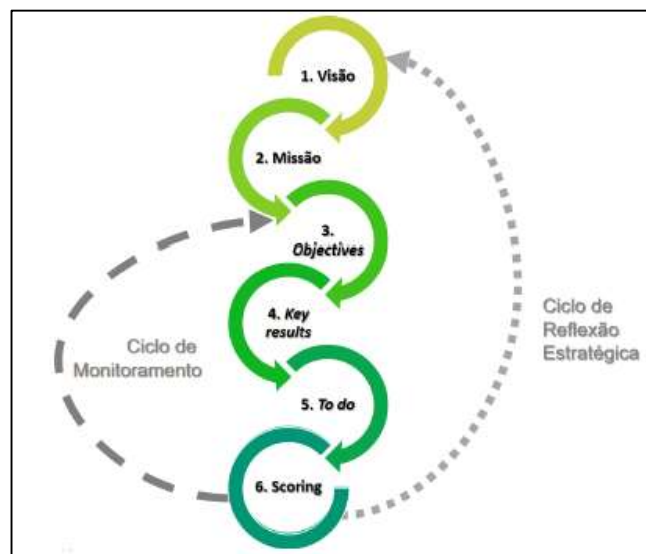 1. Visão
2. Missão
3.
Objectives
4. Key
results
5. To do
6. Scoring
Ciclo de
Monitoramento
Ciclo de
Reflexão
Estratégica